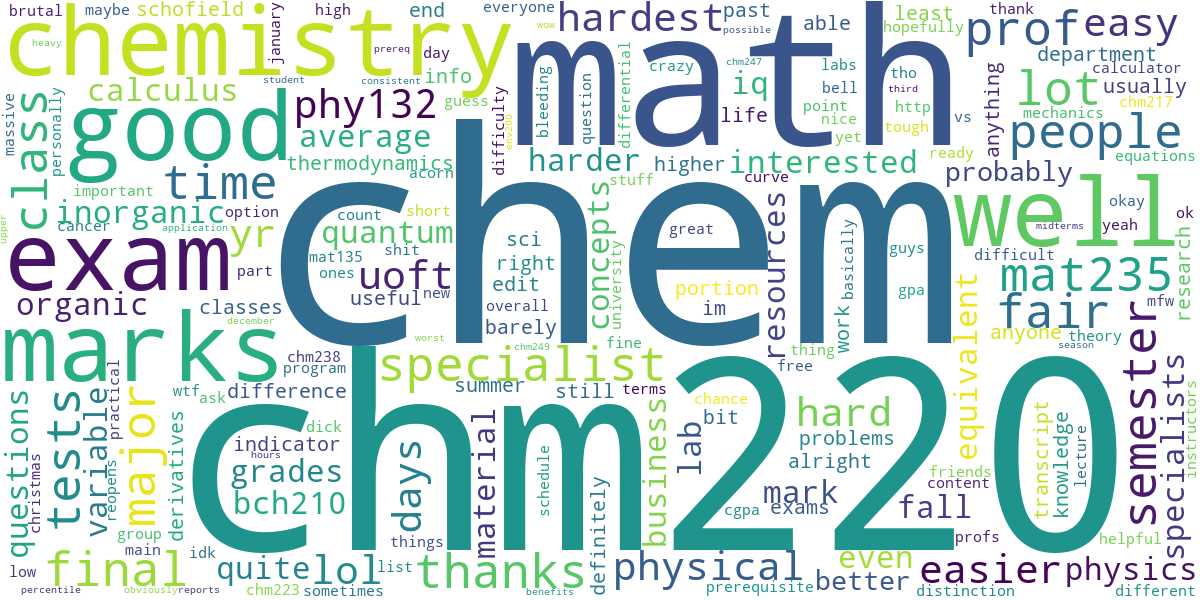 brutal
maybe
schofield
january
high
end
everyone
hardest
past
able
least
hopefully
thank
prof
easy
heavy
prereq
day
wow
possible
chemistry
math
student
consistent
info
calculus
guess
bleeding
question
differential
crazy
chm247
iq
labs
bell
tho
third
http
department
calculator
usually
lot
chm217
mechanics
massive
personally
class
good
phy132
average
difficulty
env200
life
point
nice
yet
tough
vs
anything
people
thermodynamics
acorn
harder
higher
interested
ready
equations
important
time
stuff
curve
probably
upper
inorganic
option
count
short
chem
great
well
okay
yeah
ok
cancer
application
yr
quantum
shit
sci
concepts
university
basically
guys
midterms
exam
part
mat135
ones
uoft
right
edit
resources
difficult
research
organic
classes
useful
new
overall
portion
im
work
gpa
mat235
mfw
december
barely
worst
fine
fair
marks
chm238
program
specialist
chm249
thing
free
equivalent
anyone
theory
season
practical
wtf
ask
difference
summer
still
terms
chance
bit
hard
questions
tests
variable
major
derivatives
dick
indicator
hours
chm220
business
lab
problems
alright
transcript
knowledge
lecture
semester
specialists
instructors
christmas
reopens
grades
bch210
days
material
schedule
definitely
mark
exams
cgpa
fall
friends
content
group
main
idk
things
list
profs
helpful
low
final
quite
lol
thanks
physical
even
better
easier
physics
percentile
obviously
reports
chm223
sometimes
benefits
prerequisite
distinction
different